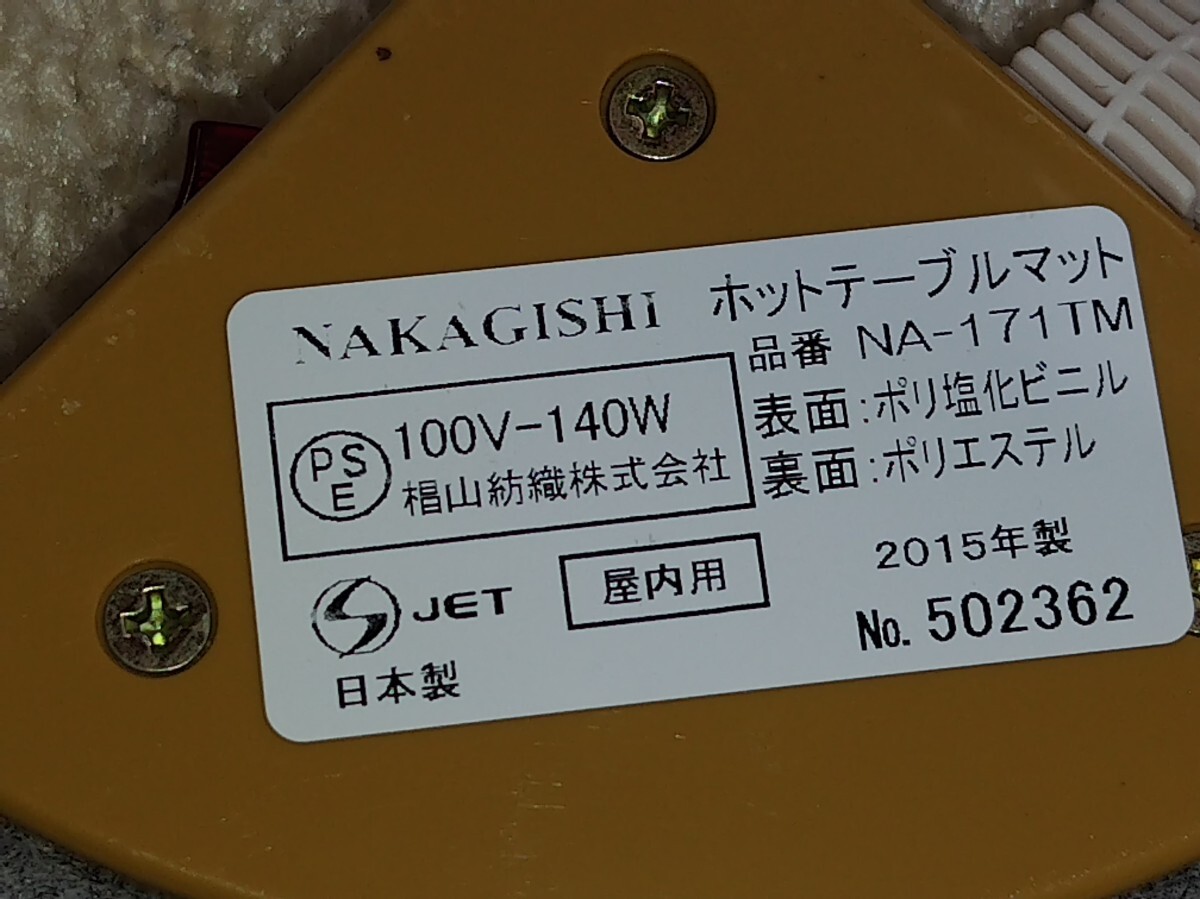 NAKAGISHI ホットテーブルマット
品番 NA-171TM
PSE 100V-140W
椙山紡織株式会社
表面:ポリ塩化ビニル
裏面:ポリエステル
JET 屋内用
2015年製
No. 502362
日本製